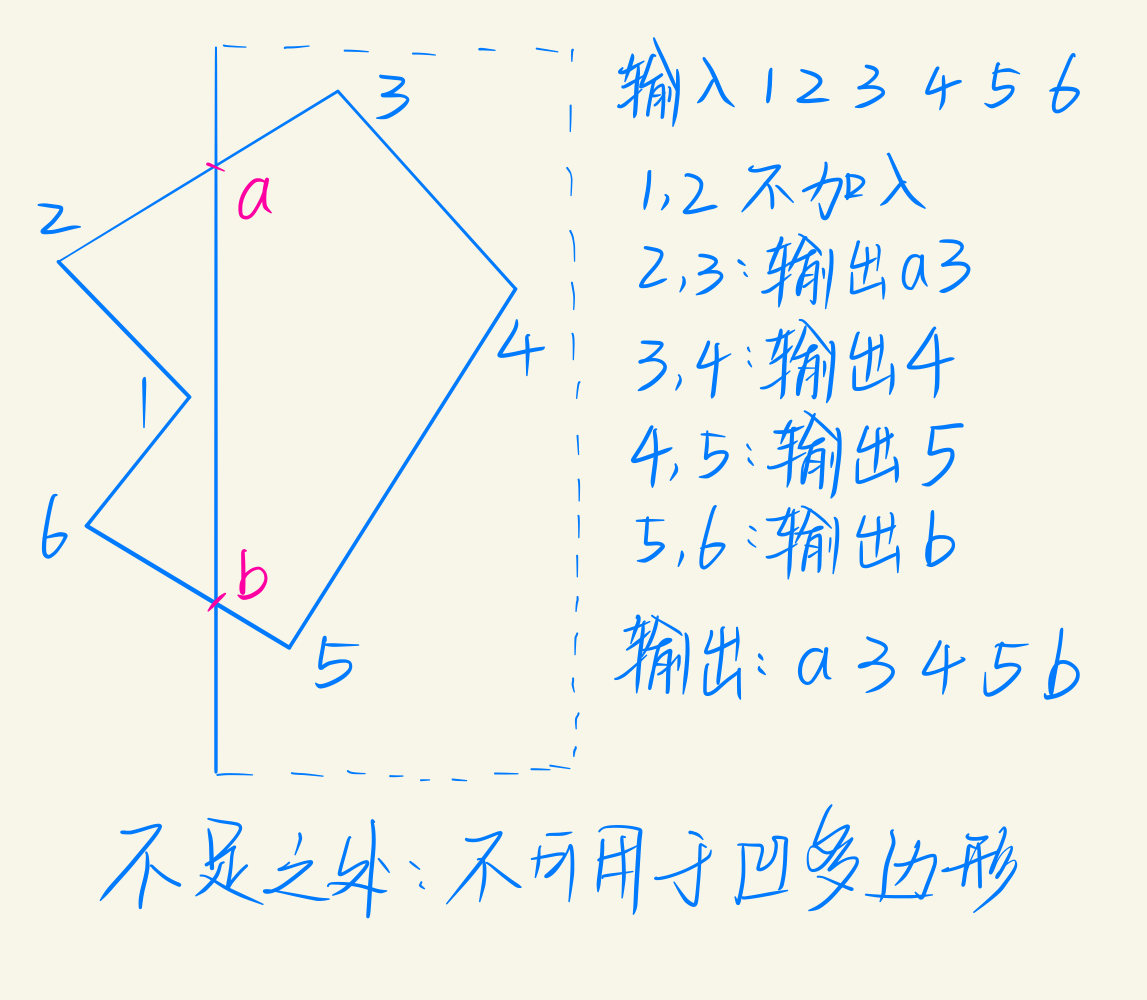 3
输入 1 2 3 4 5 6
a
2
1,2 不加入
2,3:输出a3
4
3,4:输出4
1
4,5:输出5
6
5,6:输出b
b
5
输出: a 3 4 5 b
不足之处:不可用于凹多边形